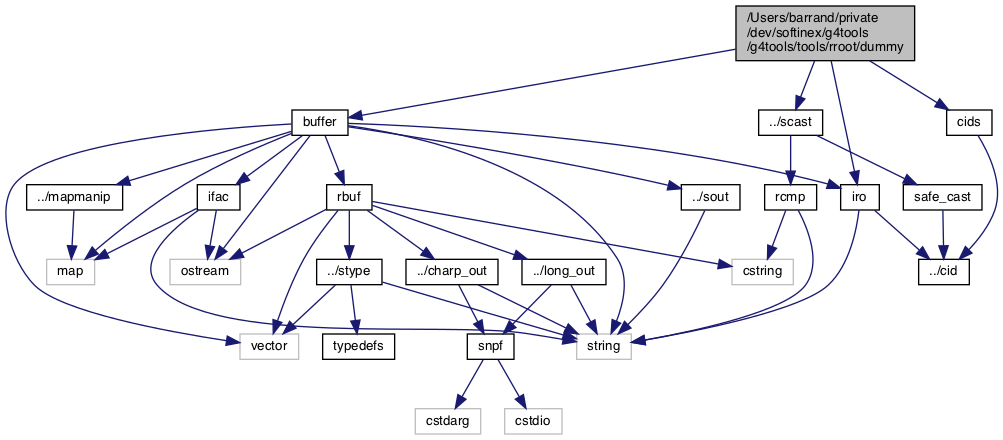 /Users/barrand/private
/dev/softinex/g4tools
/g4tools/tools/rroot/dummy
buffer
../scast
cids
../mapmanip
ifac
rbuf
../sout
rcmp
iro
safe_cast
map
ostream
../stype
../charp_out
../long_out
cstring
../cid
vector
typedefs
snpf
string
cstdarg
cstdio